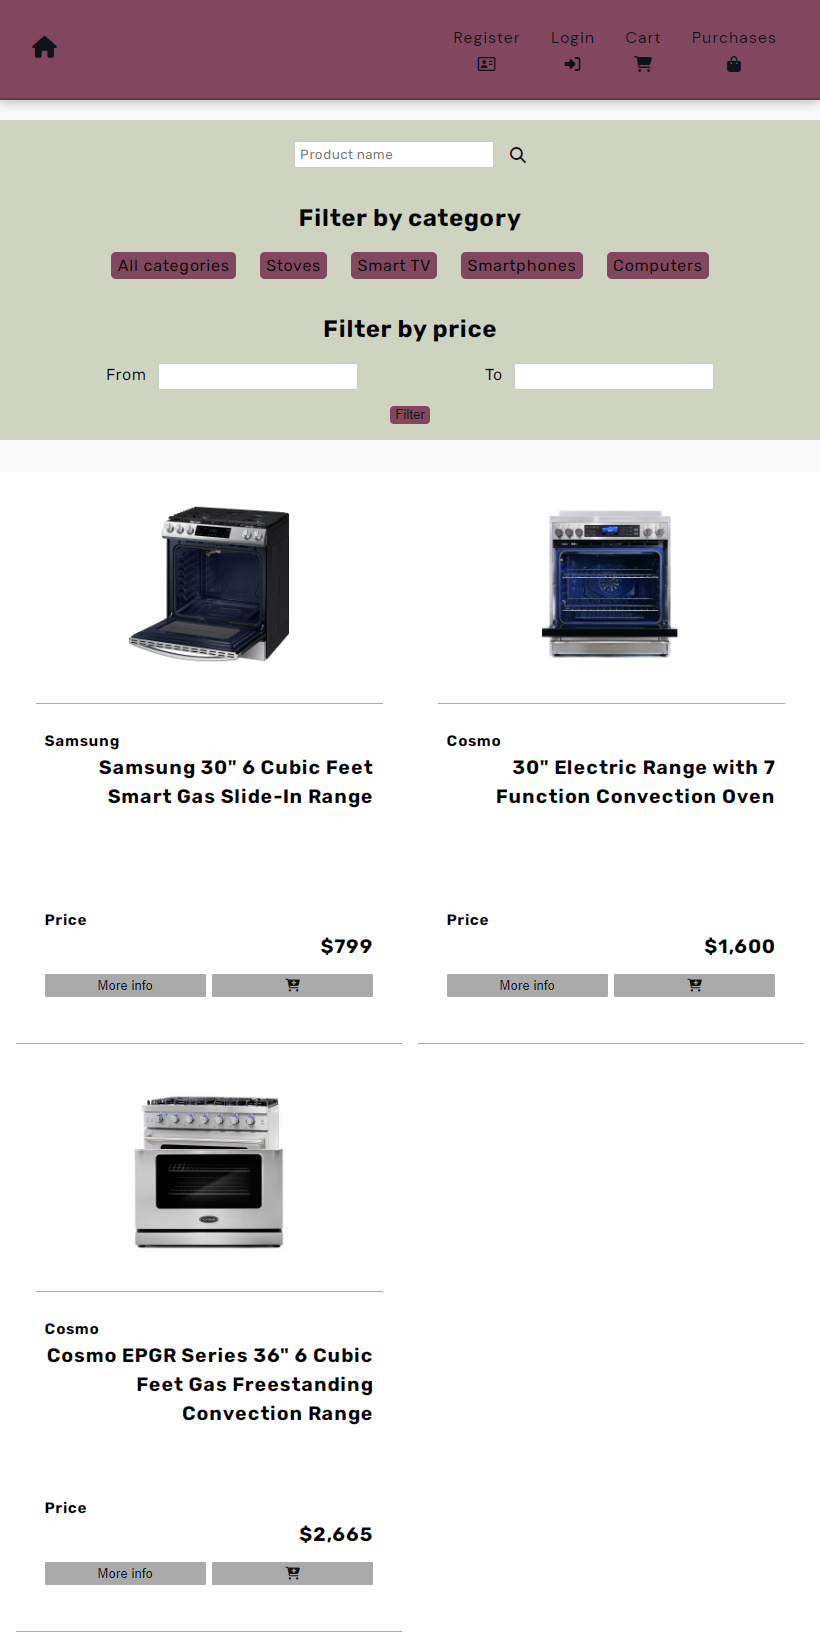 Register
Login
Cart
Purchases
Product name
Filter by category
All categories
Stoves
Smart TV
Smartphones
Computers
Filter by price
From
To
Filter
Samsung
Samsung 30" 6 Cubic Feet
Smart Gas Slide-In Range
Price
$799
More info
Cosmo
30" Electric Range with 7
Function Convection Oven
Price
$1,600
More info
Cosmo
Cosmo EPGR Series 36" 6 Cubic
Feet Gas Freestanding
Convection Range
Price
$2,665
More info